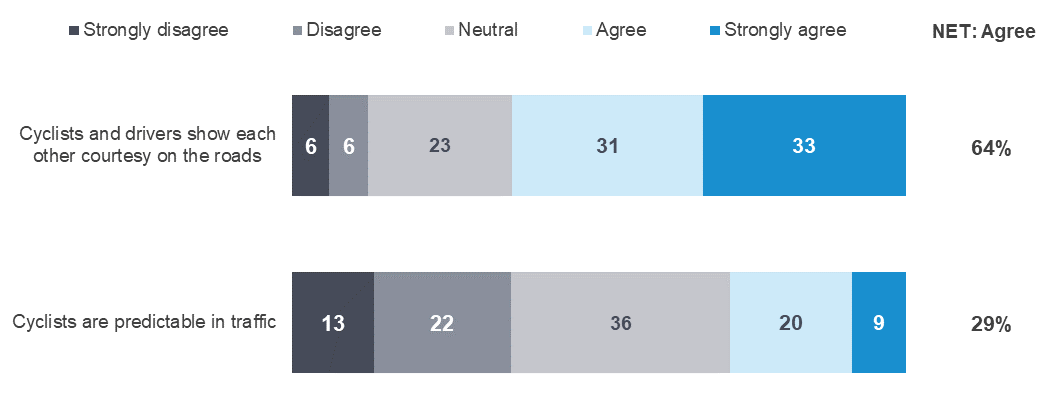 Strongly disagree Disagree Neutral Agree Strongly agree NET: Agree
Cyclists and drivers show each
other courtesy on the roads
6 6 23 31 33 64%
Cyclists are predictable in traffic 13 22 36 20 9 29%